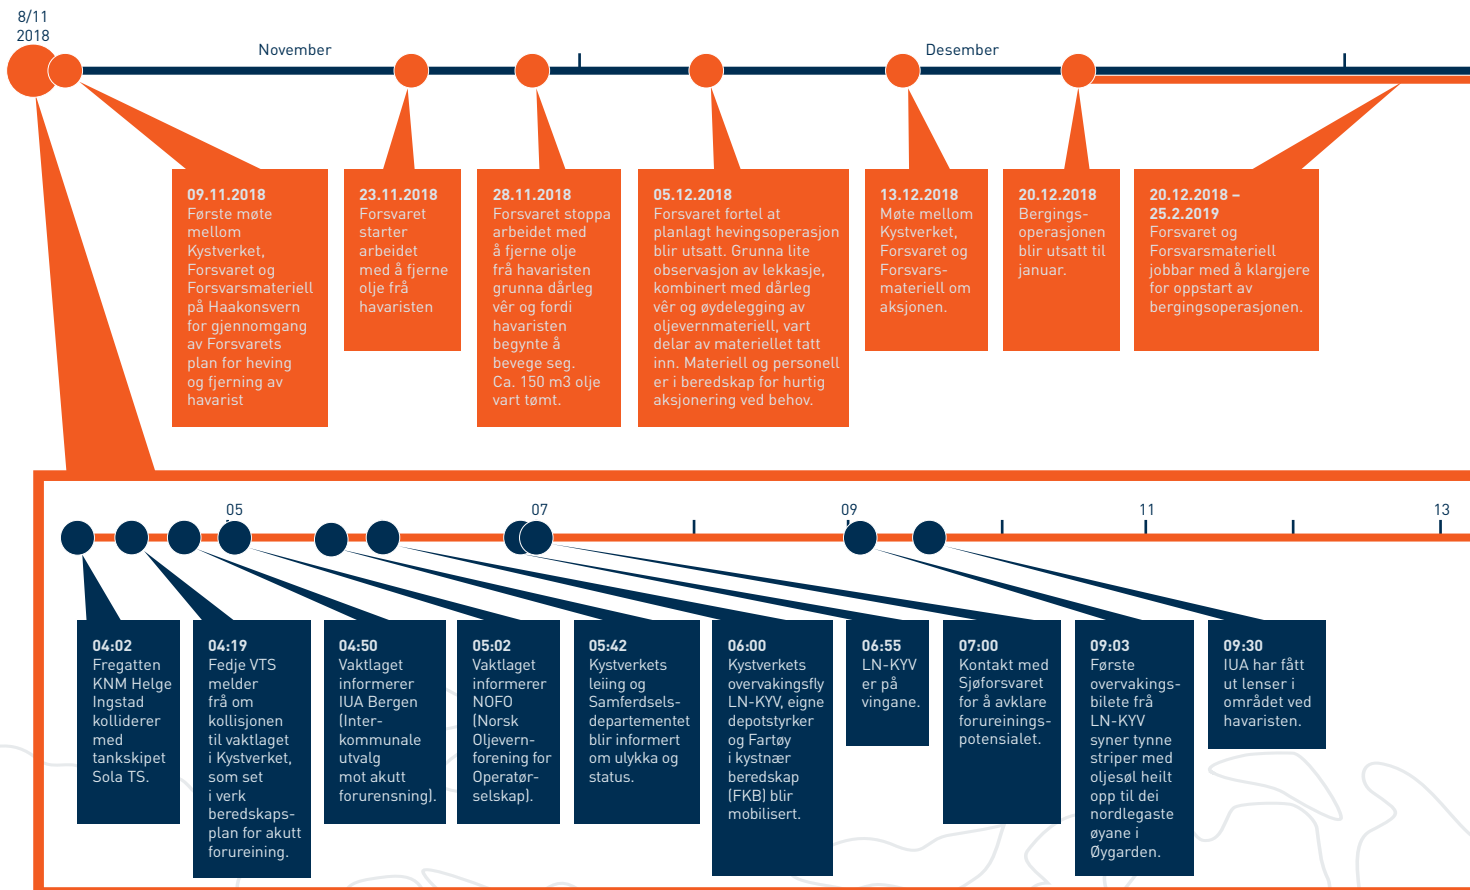 8/11
2018
November
Desember
09.11.2018
Første møte
mellom
Kystverket,
Forsvaret og
Forsvarsmateriell
på Haakonsvern
for gjennomgang
av Forsvarets
plan for heving
og fjerning av
havarist
23.11.2018
Forsvaret
starter
arbeidet
med å fjerne
olje frå
havaristen
28.11.2018
Forsvaret stoppa
arbeidet med
å fjerne olje
frå havaristen
grunna dårleg
vêr og fordi
havaristen
begynte å
bevege seg.
Ca. 150 m3 olje
vart tømt.
05.12.2018
Forsvaret fortel at
planlagt hevingsoperasjon
blir utsatt. Grunna lite
observasjon av lekkasje,
kombinert med dårleg
vêr og øydelegging av
oljevernmateriell, vart
delar av materiellet tatt
inn. Materiell og personell
er i beredskap for hurtig
aksjonering ved behov.
13.12.2018
Møte mellom
Kystverket,
Forsvaret og
Forsvars-
materiell om
aksjonen.
20.12.2018
Bergings-
operasjonen
blir utsatt til
januar.
20.12.2018 –
25.2.2019
Forsvaret og
Forsvarsmateriell
jobbar med å klargjere
for oppstart av
bergingsoperasjonen.
05
07
09
11
13
04:02
Fregatten
KNM Helge
Ingstad
kolliderer
med
tankskipet
Sola TS.
04:19
Fedje VTS
melder
frå om
kollisjonen
til vaktlaget
i Kystverket,
som set
i verk
beredskaps-
plan for akutt
forureining.
04:50
Vaktlaget
informerer
IUA Bergen
(Inter-
kommunale
utvalg
mot akutt
forurensning).
05:02
Vaktlaget
informerer
NOFO
(Norsk
Oljevern-
forening for
Operatør-
selskap).
05:42
Kystverkets
leiing og
Samferdsels-
departementet
blir informert
om ulykka og
status.
06:00
Kystverkets
overvakingsfly
LN-KYV, eigne
depotstyrker
og Fartøy
i kystnær
beredskap
(FKB) blir
mobilisert.
06:55
LN-KYV
er på
vingane.
07:00
Kontakt med
Sjøforsvaret
for å avklare
forureinings-
potensialet.
09:03
Første
overvakings-
bilete frå
LN-KYV
syner tynne
striper med
oljesøl heilt
opp til dei
nordlegaste
øyane i
Øygarden.
09:30
IUA har fått
ut lenser i
området ved
havaristen.